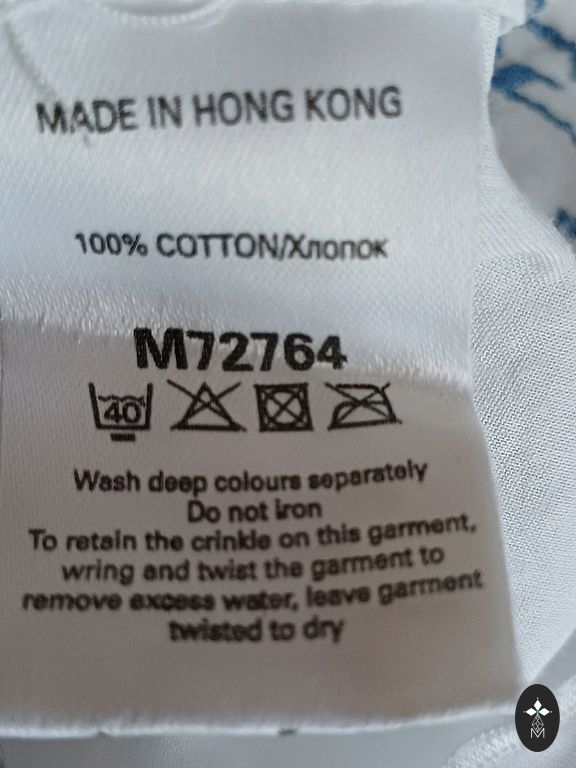 MADE IN HONG KONG
100% COTTON/Хлопок
M72764
40
Wash deep colours separately
Do not iron
To retain the crinkle on this garment,
wring and twist the garment to
remove excess water, leave garment
twisted to dry
M